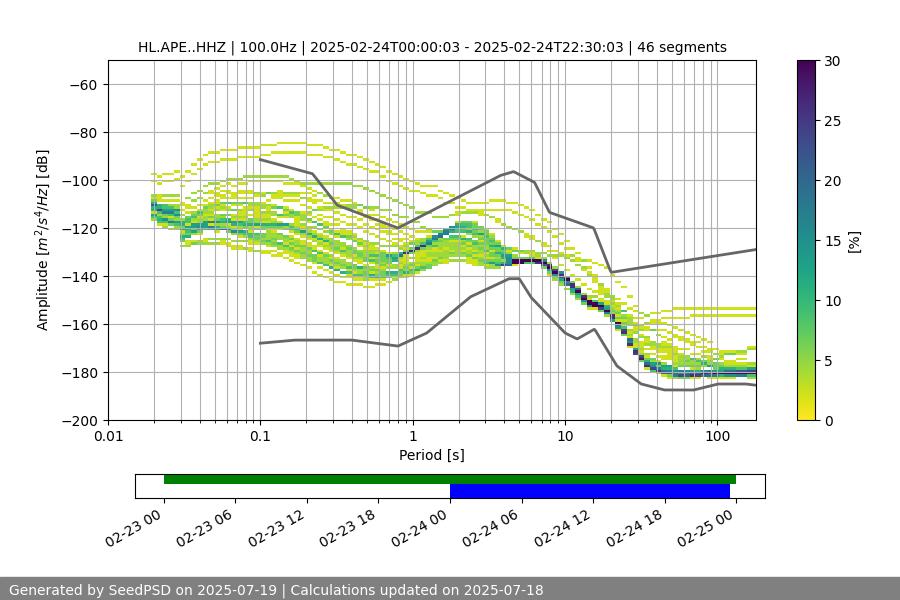 HL.APE..HHZ | 100.0Hz | 2025-02-24T00:00:03 - 2025-02-24T22:30:03 | 46 segments
Amplitude [m²/s⁴/Hz] [dB]
−60
−80
−100
−120
−140
−160
−180
−200
0.01 0.1 1 10 100
Period [s]
30
25
20
15
10
5
0
[%]
02-23 00 02-23 06 02-23 12 02-23 18 02-24 00 02-24 06 02-24 12 02-24 18 02-25 00
Generated by SeedPSD on 2025-07-19 | Calculations updated on 2025-07-18